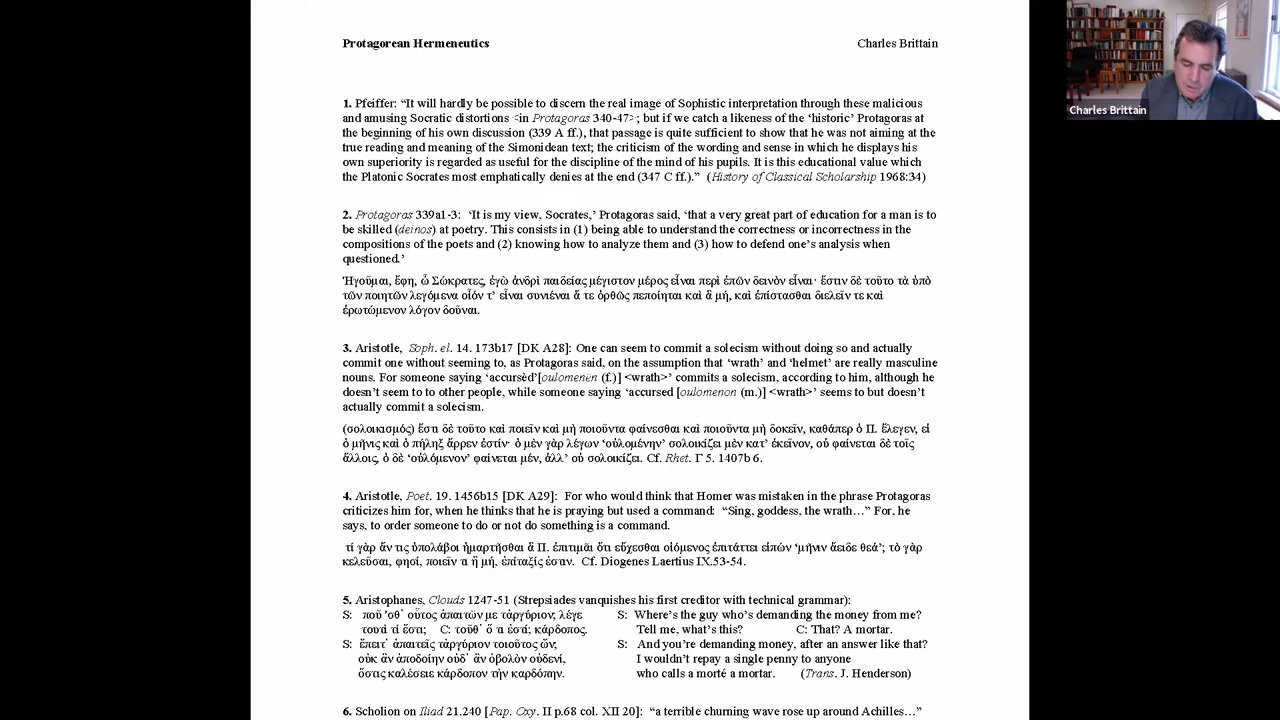 Protagorean Hermeneutics Charles Brittain
1. Pfeiffer: “It will hardly be possible to discern the real image of Sophistic interpretation through these malicious
and amusing Socratic distortions <in Protagoras 340-47>; but if we catch a likeness of the ‘historic’ Protagoras at
the beginning of his own discussion (339 A ff.), that passage is quite sufficient to show that he was not aiming at the
true reading and meaning of the Simonidean text; the criticism of the wording and sense in which he displays his
own superiority is regarded as useful for the discipline of the mind of his pupils. It is this educational value which
the Platonic Socrates most emphatically denies at the end (347 C ff.).” (History of Classical Scholarship 1968:34)
2. Protagoras 339a1-3: ‘It is my view, Socrates,’ Protagoras said, ‘that a very great part of education for a man is to
be skilled (deinos) at poetry. This consists in (1) being able to understand the correctness or incorrectness in the
compositions of the poets and (2) knowing how to analyze them and (3) how to defend one’s analysis when
questioned.’
Ἡγοῦμαι, ἔφη, ὦ Σώκρατες, ἐγὼ ἀνδρὶ παιδείας μέγιστον μέρος εἶναι περὶ ἐπῶν δεινὸν εἶναι· ἔστιν δὲ τοῦτο τὰ ὑπὸ
τῶν ποιητῶν λεγόμενα οἷόν τ’ εἶναι συνιέναι ἅ τε ὀρθῶς πεποίηται καὶ ἃ μή, καὶ ἐπίστασθαι διελεῖν τε καὶ
ἐρωτώμενον λόγον δοῦναι.
3. Aristotle, Soph. el. 14. 173b17 [DK A28]: One can seem to commit a solecism without doing so and actually
commit one without seeming to, as Protagoras said, on the assumption that ‘wrath’ and ‘helmet’ are really masculine
nouns. For someone saying ‘accursèd’[oulomenēn (f.)] <wrath>’ commits a solecism, according to him, although he
doesn’t seem to to other people, while someone saying ‘accursed [oulomenon (m.)] <wrath>’ seems to but doesn’t
actually commit a solecism.
(σολοικισμός) ἔστι δὲ τοῦτο καὶ ποιεῖν καὶ μὴ ποιοῦντα φαίνεσθαι καὶ ποιοῦντα μὴ δοκεῖν, καθάπερ ὁ Π. ἔλεγεν, εἰ
ὁ μῆνις καὶ ὁ πήληξ ἄρρεν ἐστίν· ὁ μὲν γὰρ λέγων ‘οὐλομένην’ σολοικίζει μὲν κατ’ ἐκεῖνον, οὐ φαίνεται δὲ τοῖς
ἄλλοις, ὁ δὲ ‘οὐλόμενον’ φαίνεται μέν, ἀλλ’ οὐ σολοικίζει. Cf. Rhet. Γ 5. 1407b 6.
4. Aristotle, Poet. 19. 1456b15 [DK A29]: For who would think that Homer was mistaken in the phrase Protagoras
criticizes him for, when he thinks that he is praying but used a command: “Sing, goddess, the wrath…” For, he
says, to order someone to do or not do something is a command.
τί γὰρ ἄν τις ὑπολάβοι ἡμαρτῆσθαι ἃ Π. ἐπιτιμᾶι ὅτι εὔχεσθαι οἰόμενος ἐπιτάττει εἰπών ‘μῆνιν ἄειδε θεά’; τὸ γὰρ
κελεῦσαι, φησί, ποιεῖν τι ἢ μή, ἐπίταξίς ἐστιν. Cf. Diogenes Laertius IX.53-54.
5. Aristophanes, Clouds 1247-51 (Strepsiades vanquishes his first creditor with technical grammar):
S: ποῦ ’σθ’ οὗτος ἁπαιτῶν με τἀργύριον; λέγε S: Where’s the guy who’s demanding the money from me?
τουτὶ τί ἔστι; C: τοῦθ’ ὅ τι ἐστί; κάρδοπος. Tell me, what’s this? C: That? A mortar.
S: ἔπειτ’ ἀπαιτεῖς τἀργύριον τοιοῦτος ὤν; S: And you’re demanding money, after an answer like that?
οὐκ ἂν ἀποδοίην οὐδ’ ἂν ὀβολὸν οὐδενί, I wouldn’t repay a single penny to anyone
ὅστις καλέσειε κάρδοπον τὴν καρδόπην. who calls a morté a mortar. (Trans. J. Henderson)
6. Scholion on Iliad 21.240 [Pap. Oxy. II p.68 col. XII 20]: “a terrible churning wave rose up around Achilles…”
Charles Brittain